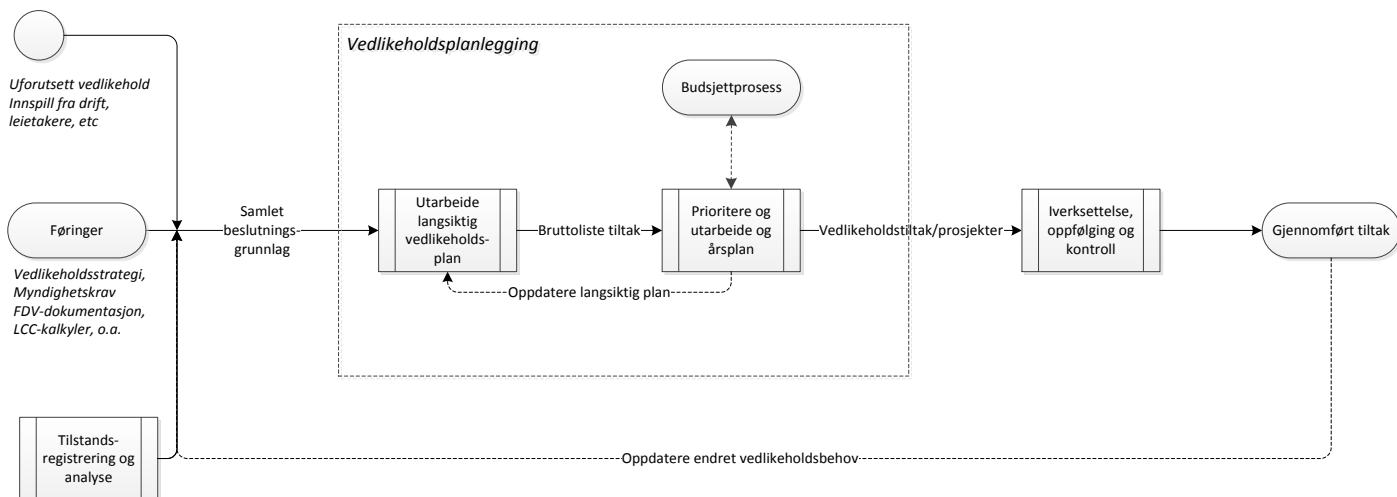 Vedlikeholdsplanlegging
Uforutsett vedlikehold
Innspill fra drift,
leietakere, etc
Budsjettprosess
Føringer
Samlet
beslutnings-
grunnlag
Utarbeide
langsiktig
vedlikeholds-
plan
Bruttoliste tiltak
Prioritere og
utarbeide og
årsplan
Vedlikeholdstiltak/prosjekter
Iverksettelse,
oppfølging og
kontroll
Gjennomført tiltak
Vedlikeholdsstrategi,
Myndighetskrav
FDV-dokumentasjon,
LCC-kalkyler, o.a.
Oppdatere langsiktig plan
Tilstands-
registrering og
analyse
Oppdatere endret vedlikeholdsbehov